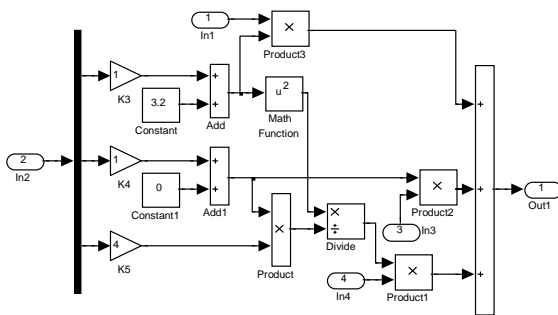 1
In1
×
Product3
1
K3
3.2
Constant
+
+
Add
u²
Math
Function
+
2
In2
1
K4
0
Constant1
+
+
Add1
×
Product2
3
In3
+
1
Out1
4
K5
×
Product
×
÷
Divide
4
In4
×
Product1
+